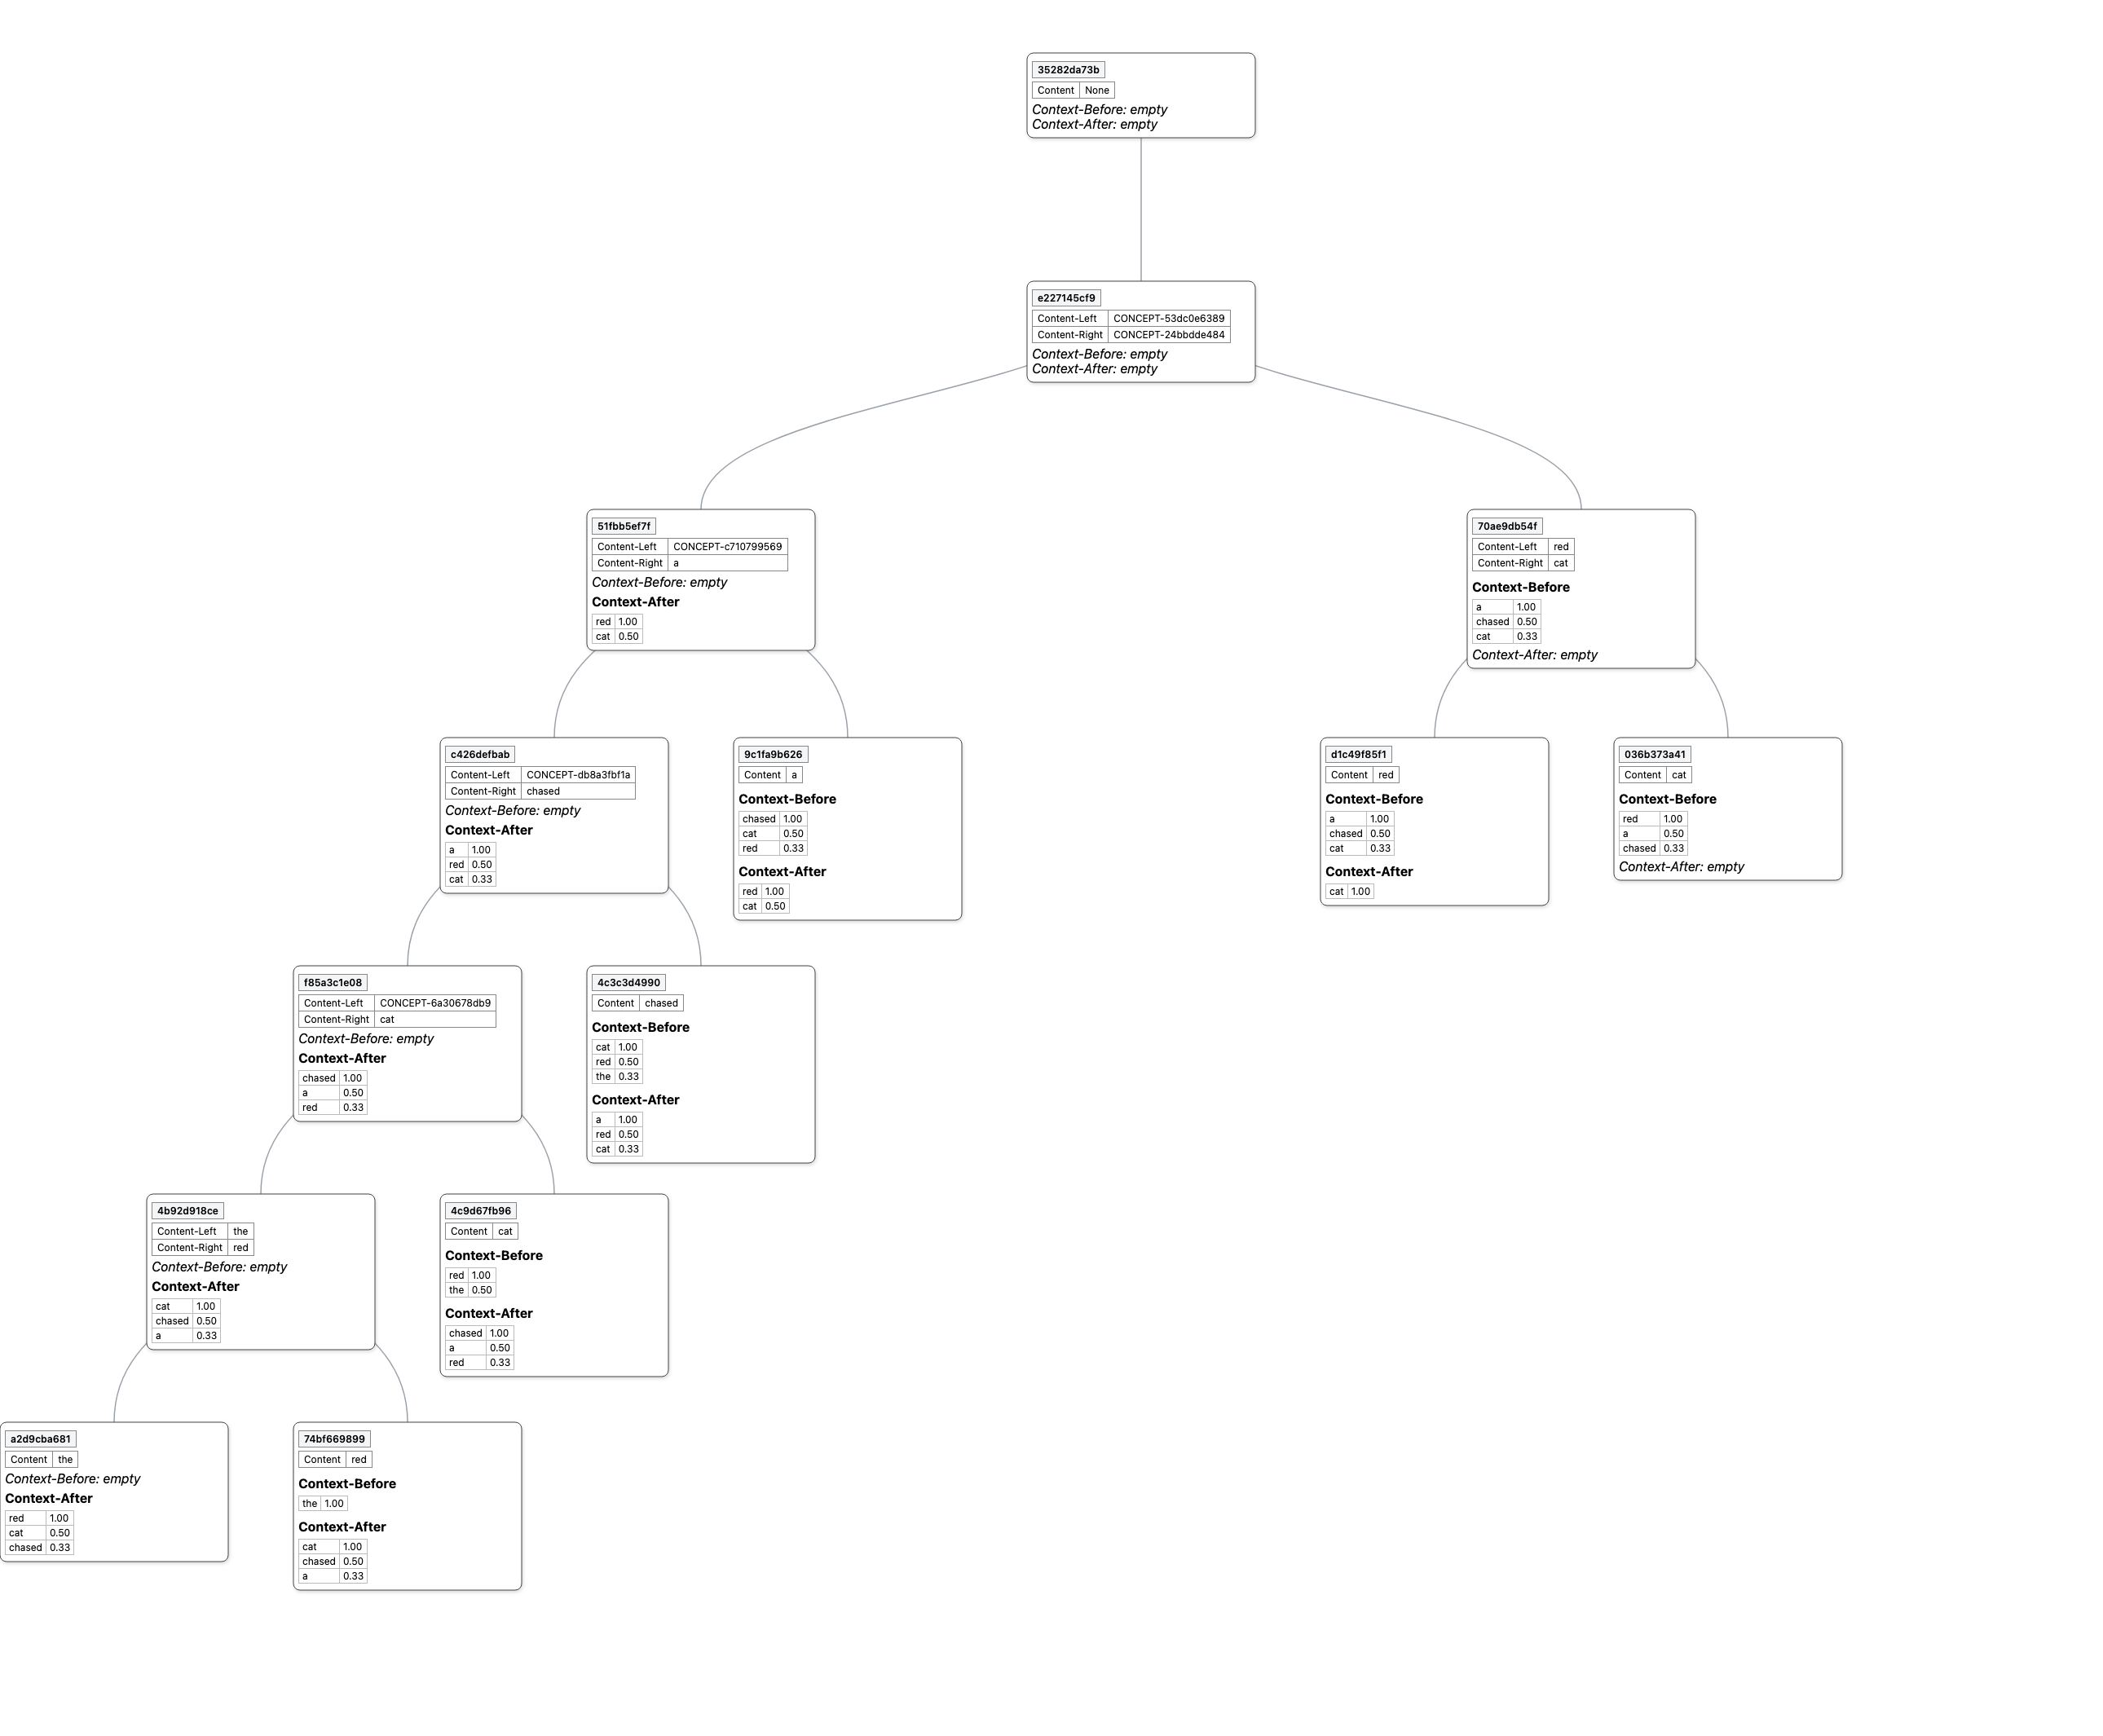 35282da73b
Content None
Context-Before: empty
Context-After: empty
e227145cf9
Content-Left CONCEPT-53dc0e6389
Content-Right CONCEPT-24bbdde484
Context-Before: empty
Context-After: empty
51fbb5ef7f
Content-Left CONCEPT-c710799569
Content-Right a
Context-Before: empty
Context-After
red 1.00
cat 0.50
70ae9db54f
Content-Left red
Content-Right cat
Context-Before
a 1.00
chased 0.50
cat 0.33
Context-After: empty
c426defbab
Content-Left CONCEPT-db8a3fbf1a
Content-Right chased
Context-Before: empty
Context-After
a 1.00
red 0.50
cat 0.33
9c1fa9b626
Content a
Context-Before
chased 1.00
cat 0.50
red 0.33
Context-After
red 1.00
cat 0.50
d1c49f85f1
Content red
Context-Before
a 1.00
chased 0.50
cat 0.33
Context-After
cat 1.00
036b373a41
Content cat
Context-Before
red 1.00
a 0.50
chased 0.33
Context-After: empty
f85a3c1e08
Content-Left CONCEPT-6a30678db9
Content-Right cat
Context-Before: empty
Context-After
chased 1.00
a 0.50
red 0.33
4c3c3d4990
Content chased
Context-Before
cat 1.00
red 0.50
the 0.33
Context-After
a 1.00
red 0.50
cat 0.33
4b92d918ce
Content-Left the
Content-Right red
Context-Before: empty
Context-After
cat 1.00
chased 0.50
a 0.33
4c9d67fb96
Content cat
Context-Before
red 1.00
the 0.50
Context-After
chased 1.00
a 0.50
red 0.33
a2d9cba681
Content the
Context-Before: empty
Context-After
red 1.00
cat 0.50
chased 0.33
74bf669899
Content red
Context-Before
the 1.00
Context-After
cat 1.00
chased 0.50
a 0.33